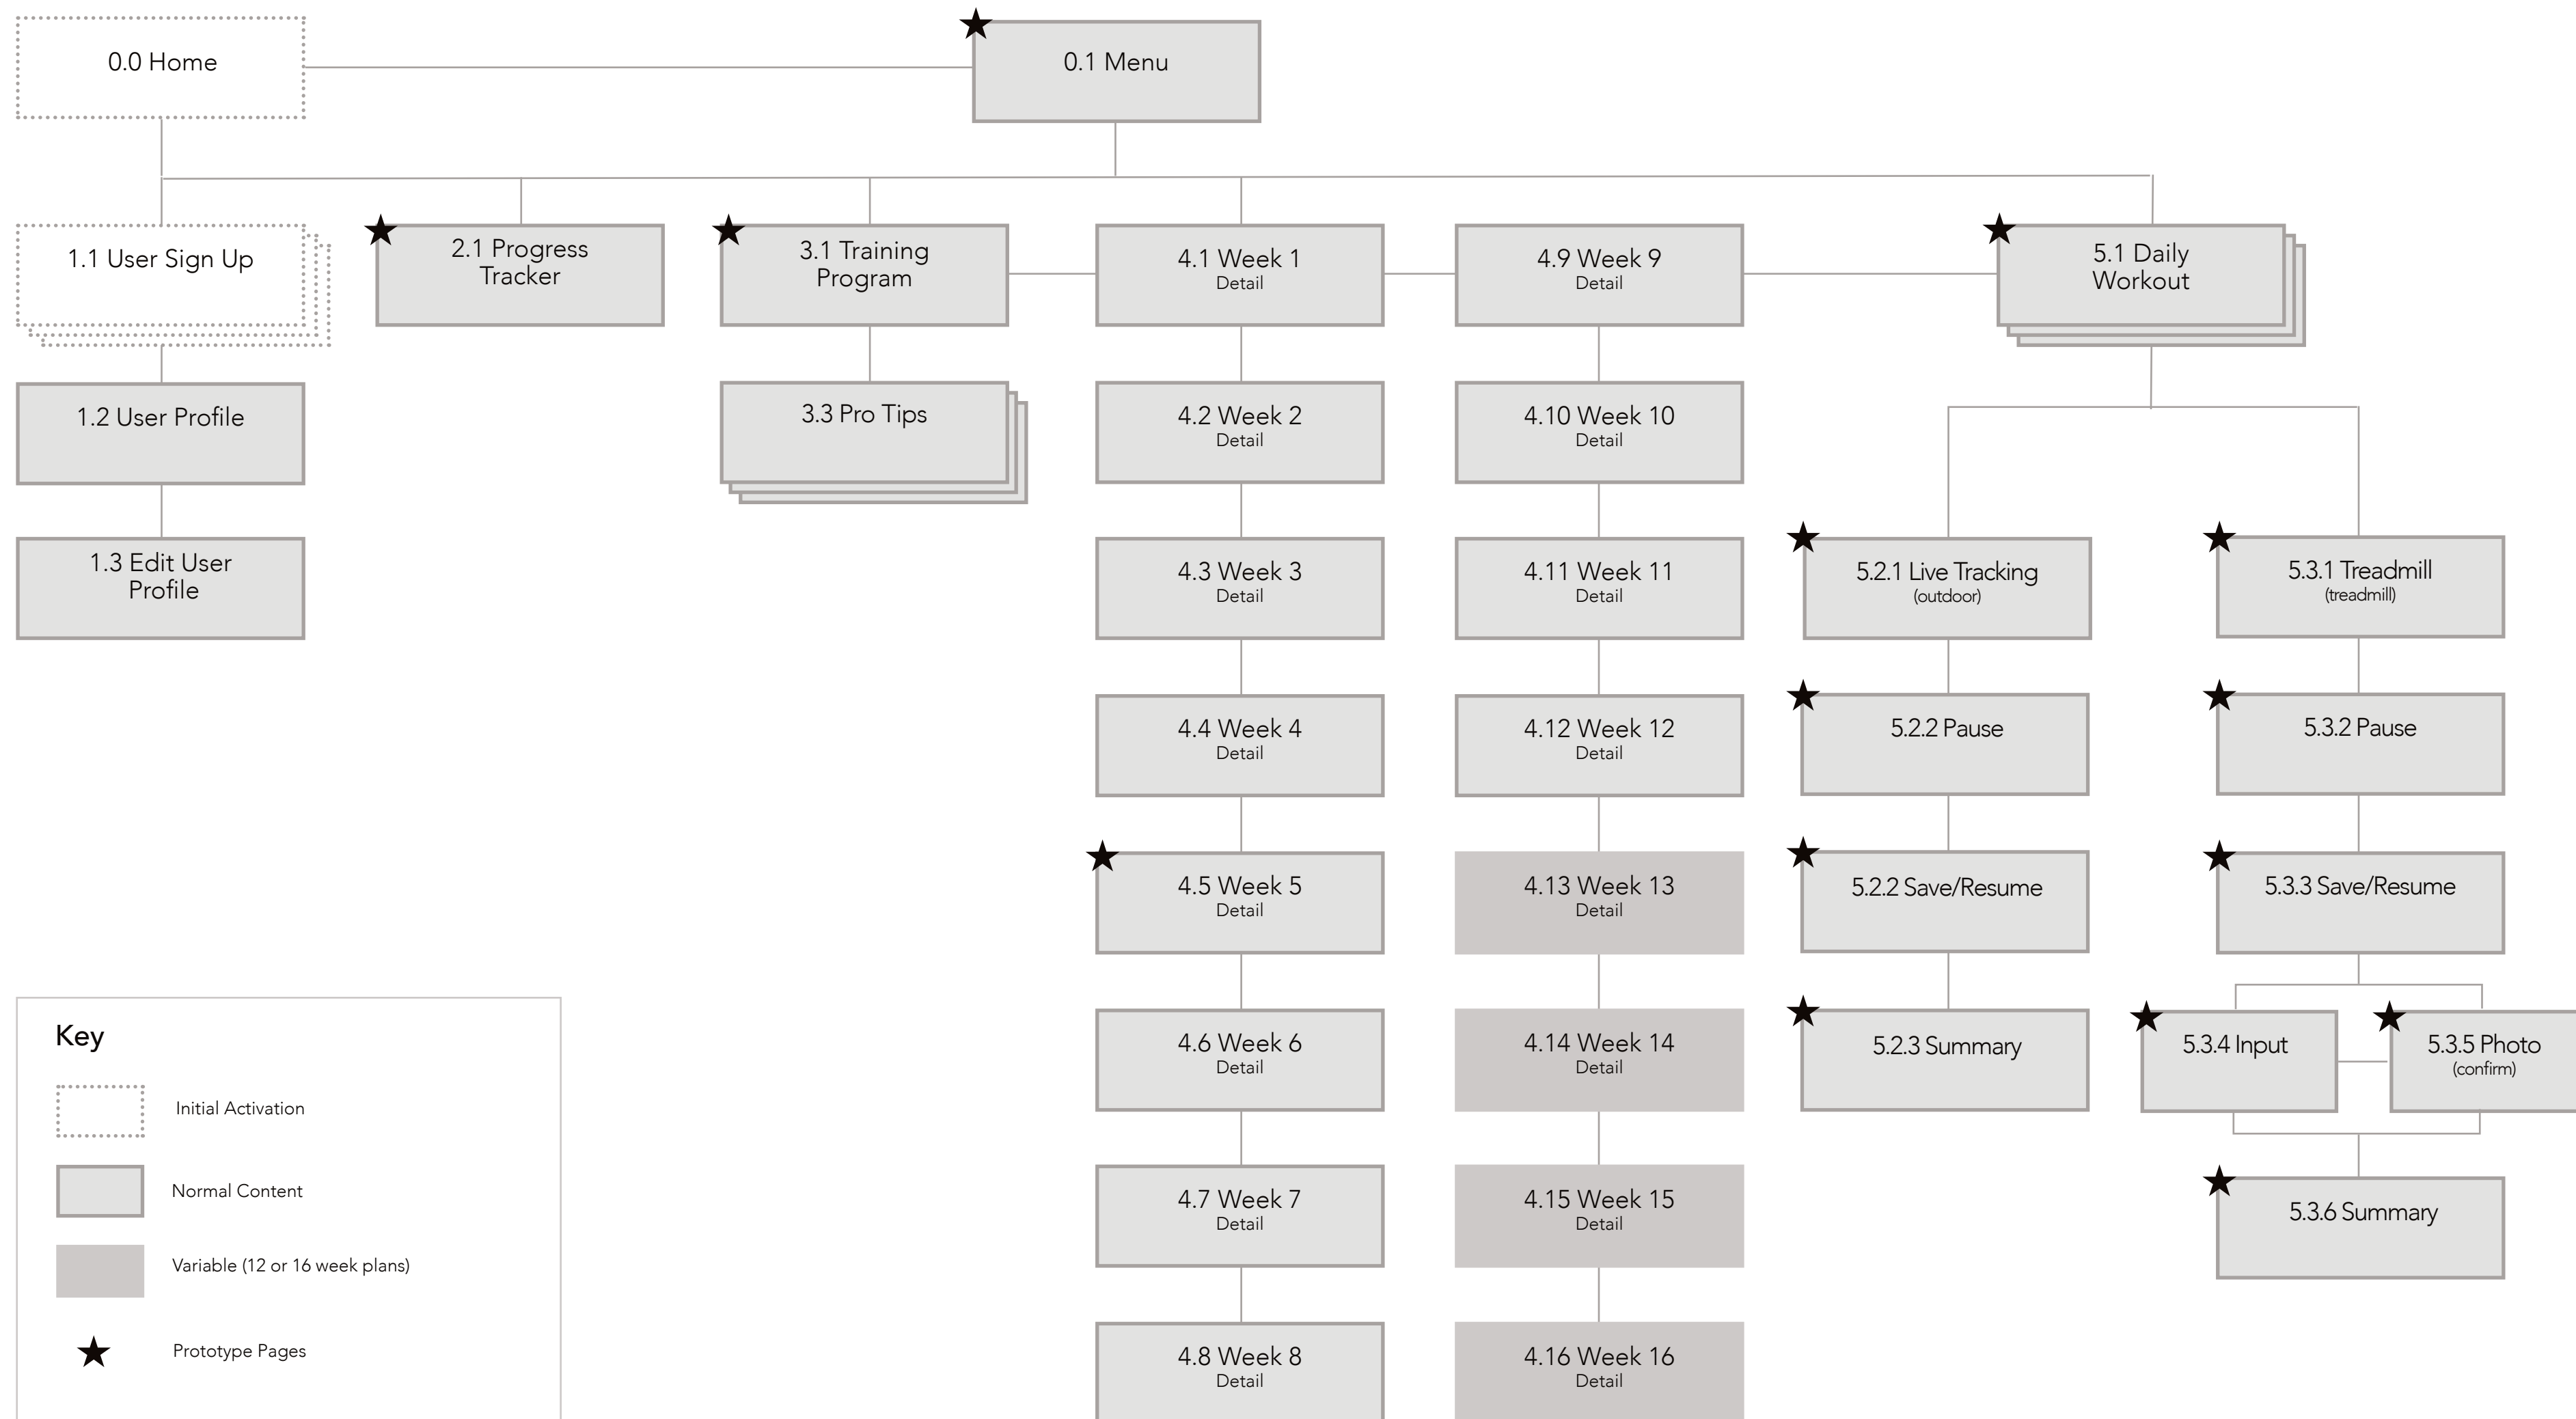 0.0 Home
0.1 Menu
1.1 User Sign Up
2.1 Progress
Tracker
3.1 Training
Program
4.1 Week 1
Detail
4.9 Week 9
Detail
5.1 Daily
Workout
1.2 User Profile
3.3 Pro Tips
4.2 Week 2
Detail
4.10 Week 10
Detail
1.3 Edit User
Profile
4.3 Week 3
Detail
4.11 Week 11
Detail
5.2.1 Live Tracking
(outdoor)
5.3.1 Treadmill
(treadmill)
4.4 Week 4
Detail
4.12 Week 12
Detail
5.2.2 Pause
5.3.2 Pause
4.5 Week 5
Detail
4.13 Week 13
Detail
5.2.2 Save/Resume
5.3.3 Save/Resume
4.6 Week 6
Detail
4.14 Week 14
Detail
5.2.3 Summary
5.3.4 Input
5.3.5 Photo
(confirm)
4.7 Week 7
Detail
4.15 Week 15
Detail
5.3.6 Summary
4.8 Week 8
Detail
4.16 Week 16
Detail
Key
Initial Activation
Normal Content
Variable (12 or 16 week plans)
Prototype Pages